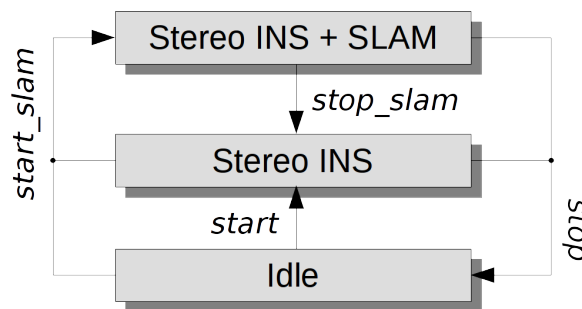 Stereo INS + SLAM
start_slam
stop_slam
Stereo INS
start
stop
Idle